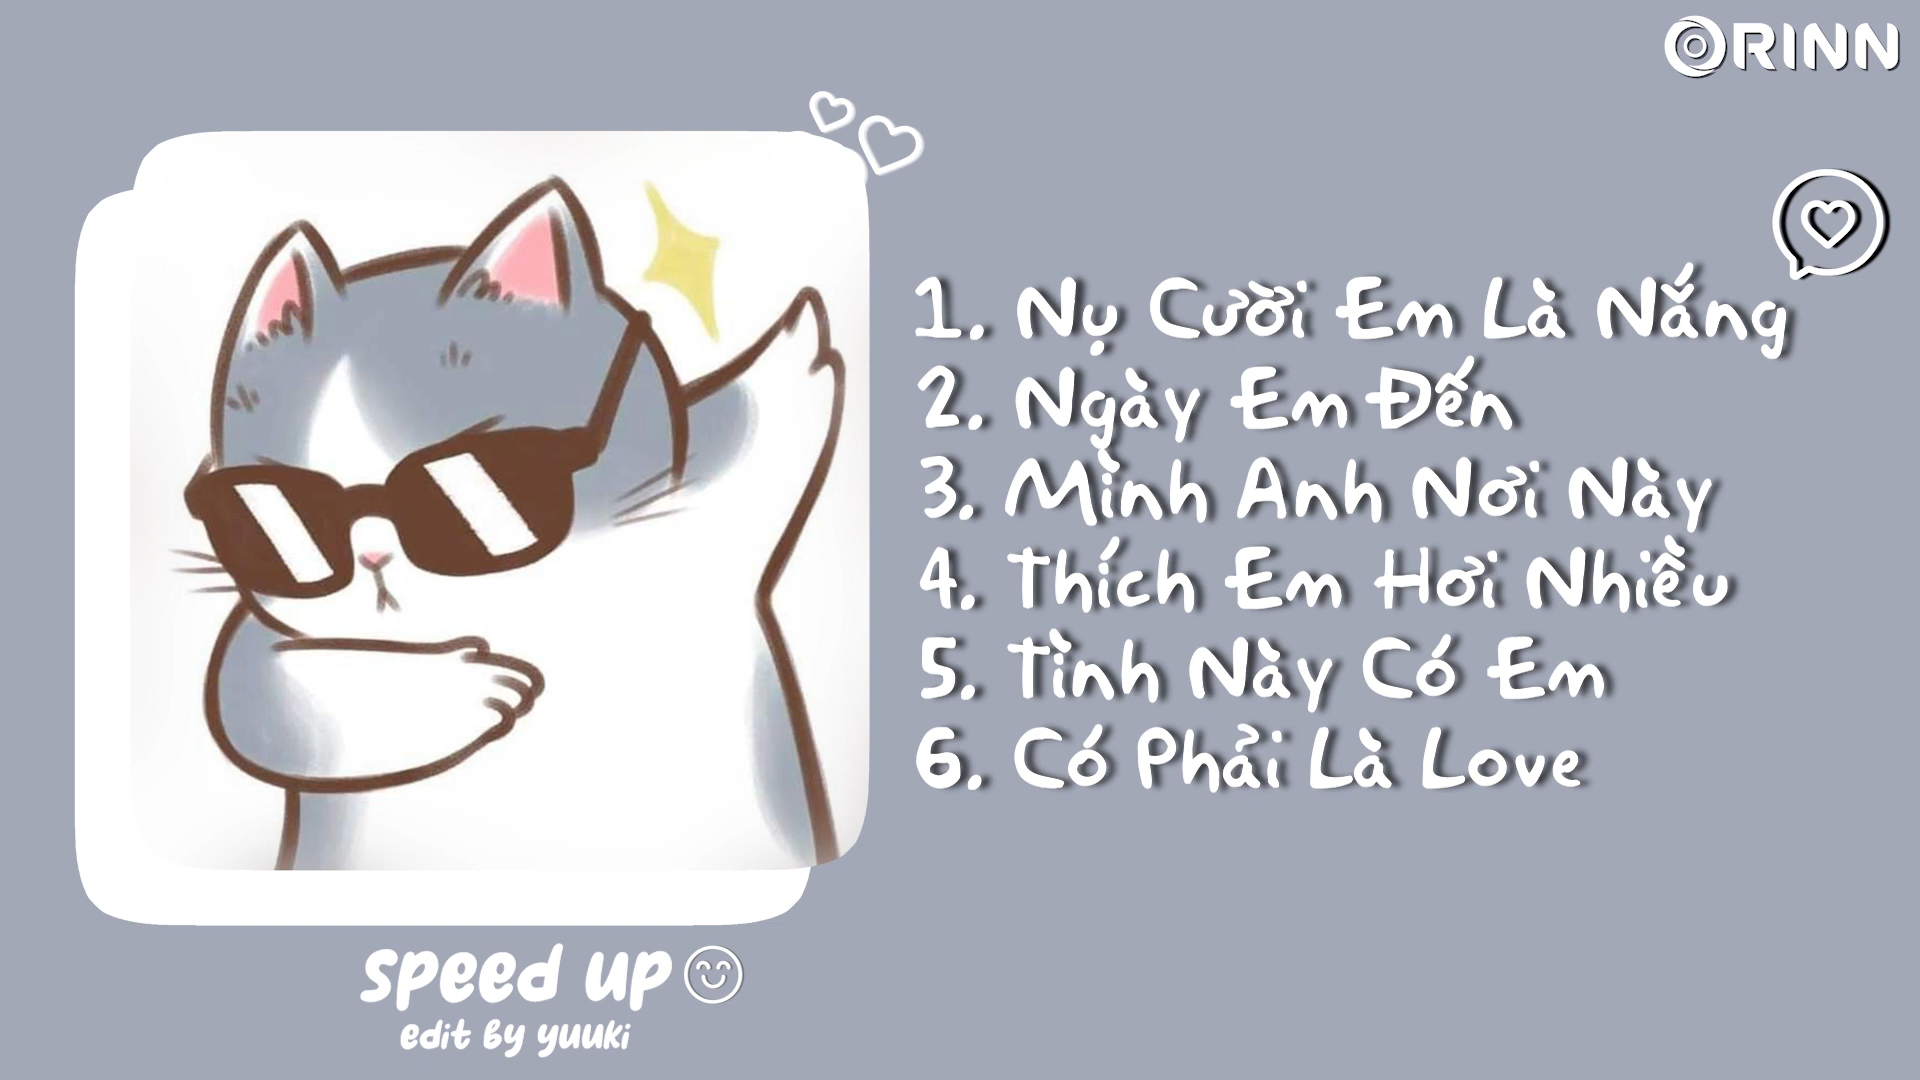 ORINN
1. Nụ Cười Em Là Nắng
2. Ngày Em Đến
3. Mình Anh Nơi Này
4. Thích Em Hơi Nhiều
5. Tình Này Có Em
6. Có Phải Là Love
speed up
edit by yuuki